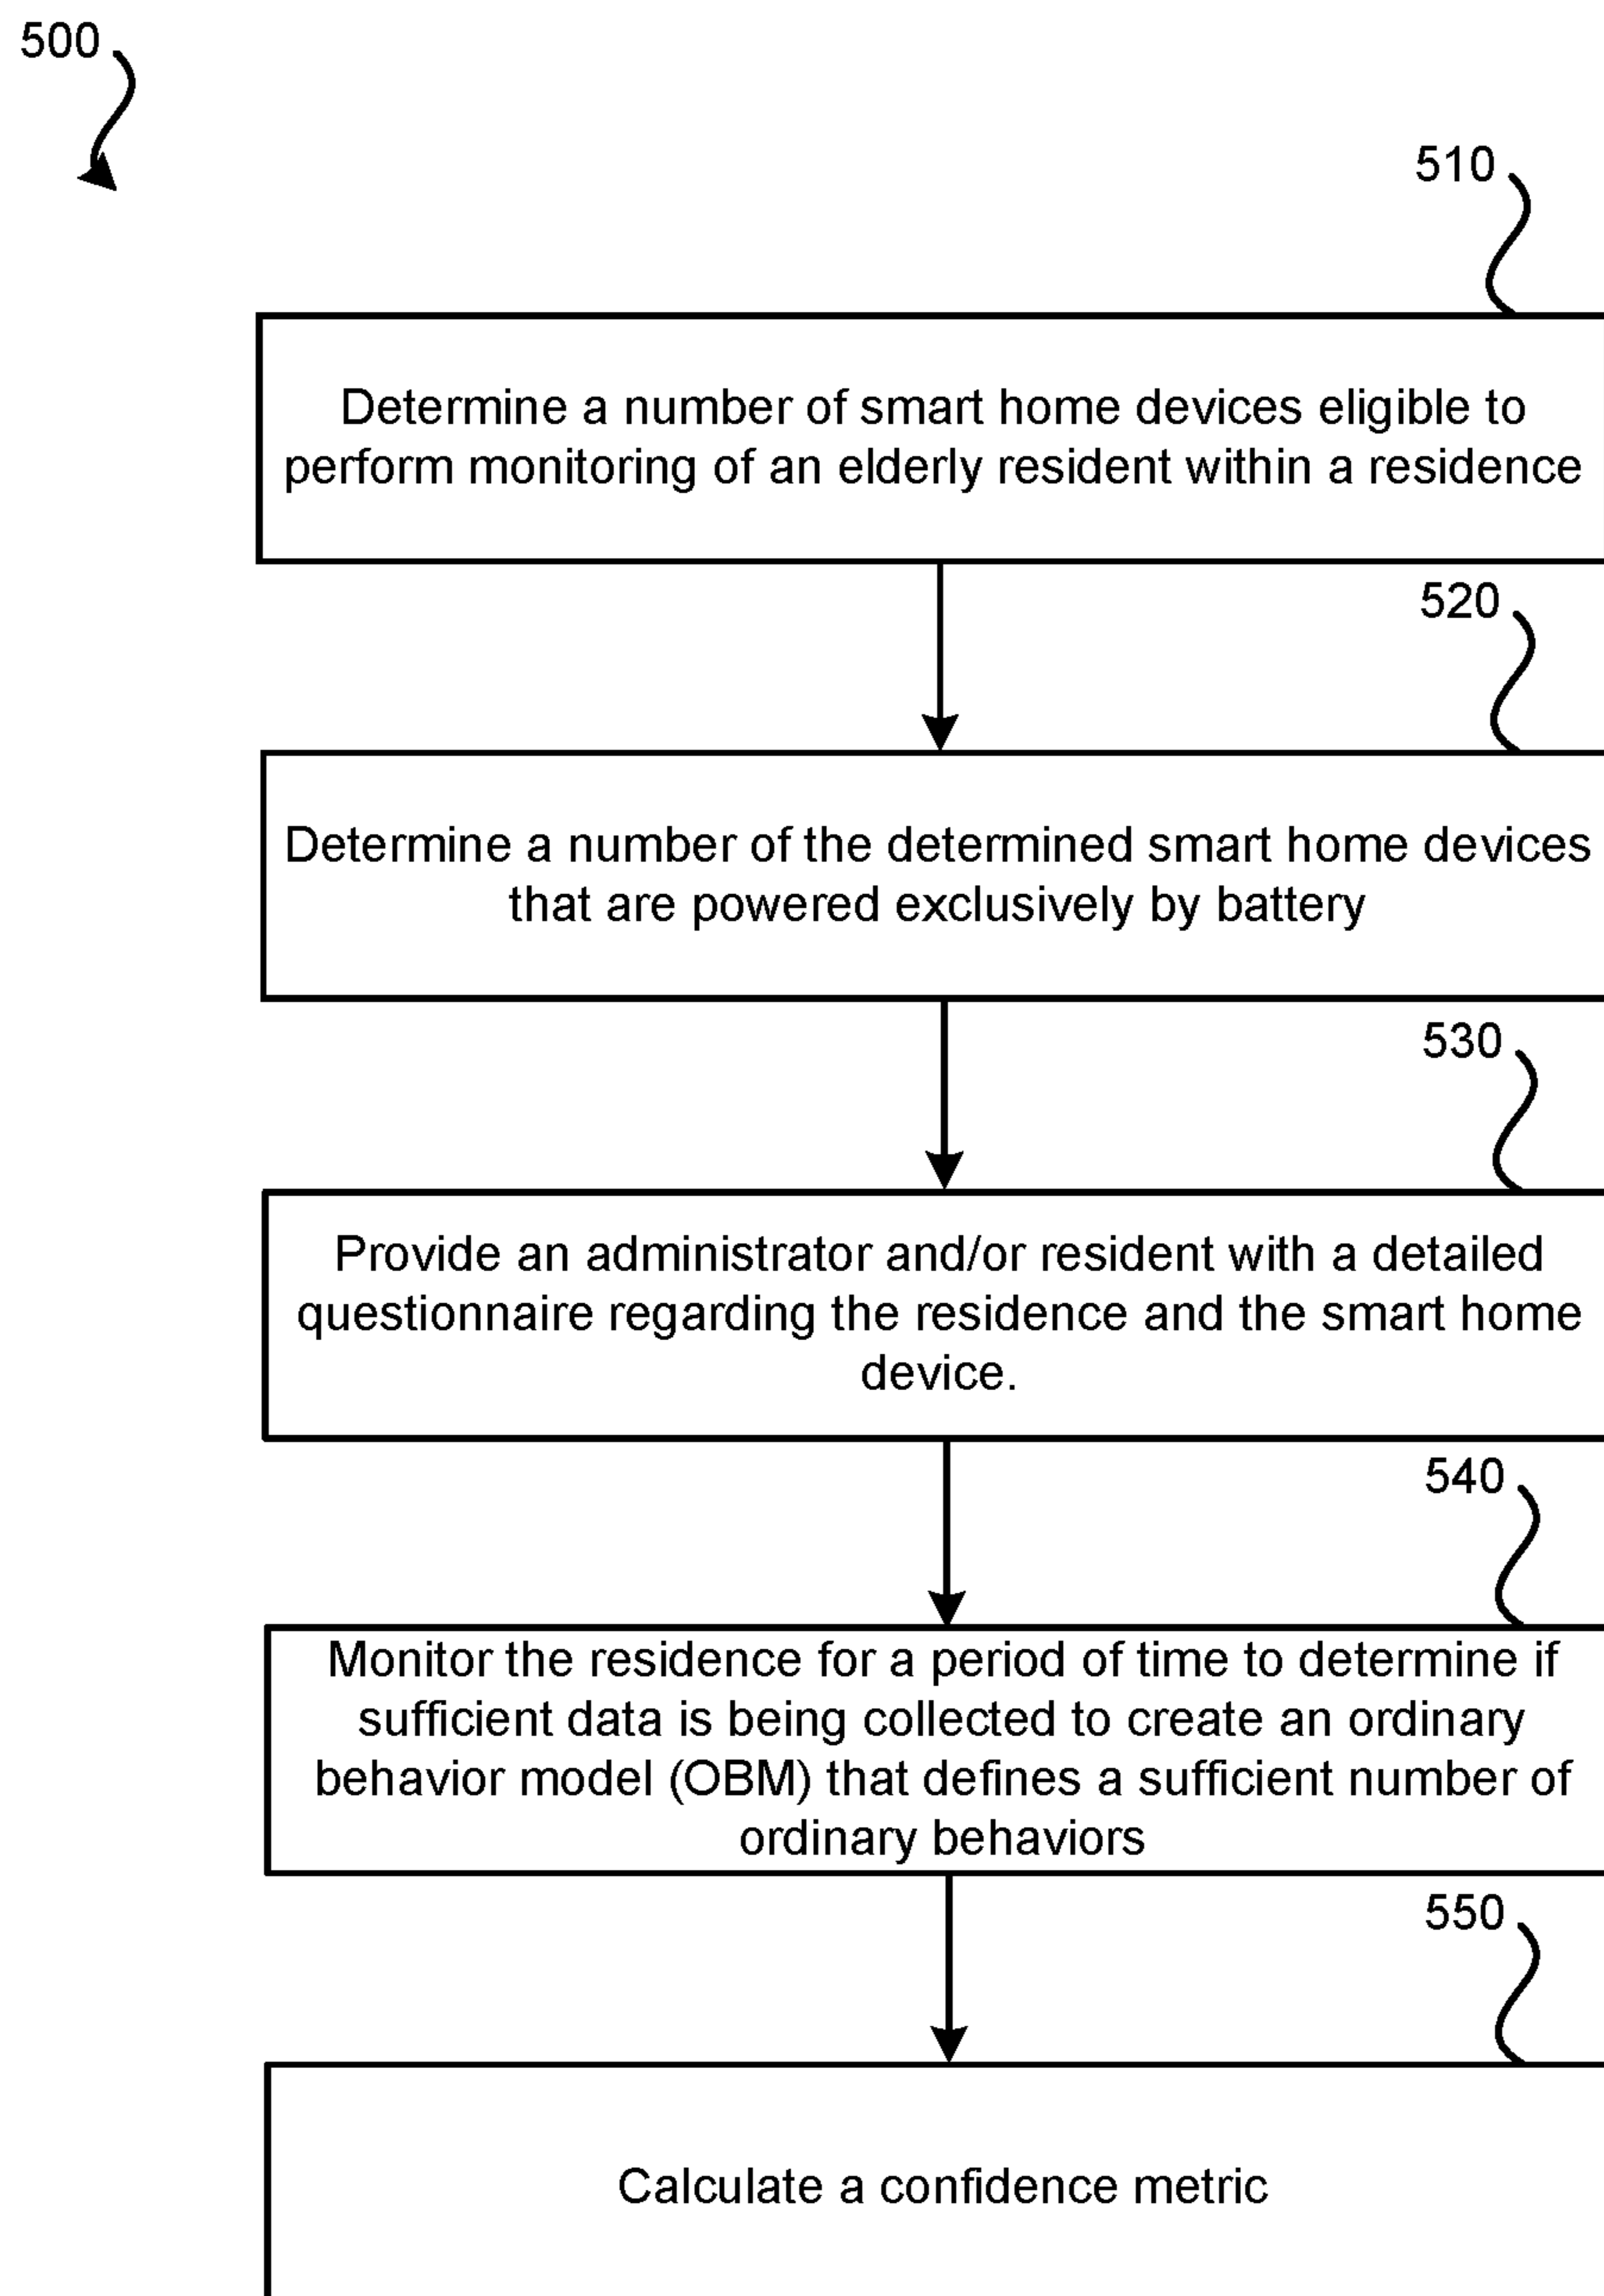 500
510
Determine a number of smart home devices eligible to
perform monitoring of an elderly resident within a residence
520
Determine a number of the determined smart home devices
that are powered exclusively by battery
530
Provide an administrator and/or resident with a detailed
questionnaire regarding the residence and the smart home
device.
540
Monitor the residence for a period of time to determine if
sufficient data is being collected to create an ordinary
behavior model (OBM) that defines a sufficient number of
ordinary behaviors
550
Calculate a confidence metric